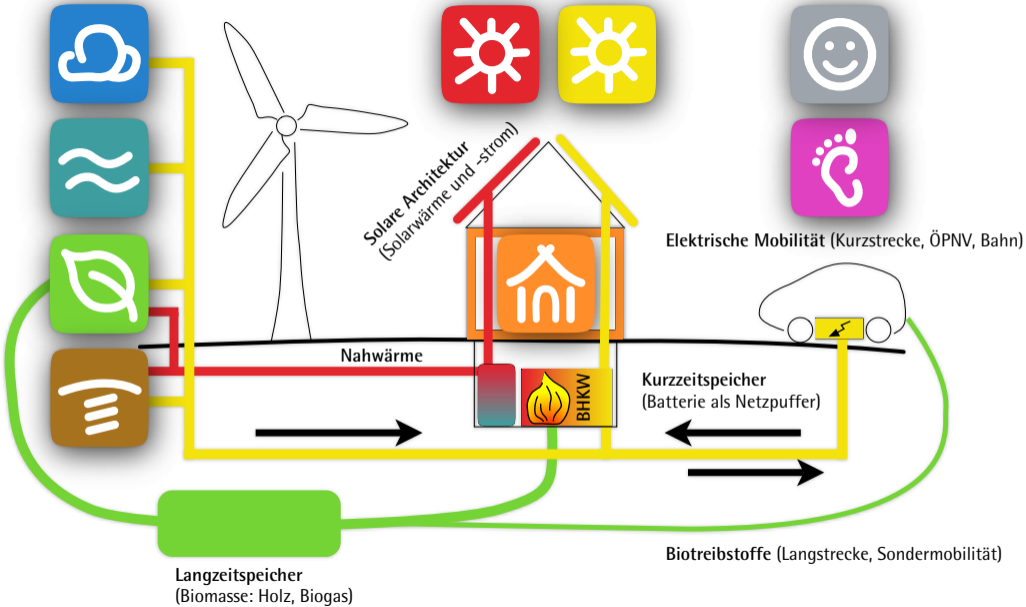 Solare Architektur
(Solarwärme und -strom)
Elektrische Mobilität (Kurzstrecke, ÖPNV, Bahn)
Nahwärme
BHKW
Kurzzeitspeicher
(Batterie als Netzpuffer)
Biotreibstoffe (Langstrecke, Sondermobilität)
Langzeitspeicher
(Biomasse: Holz, Biogas)